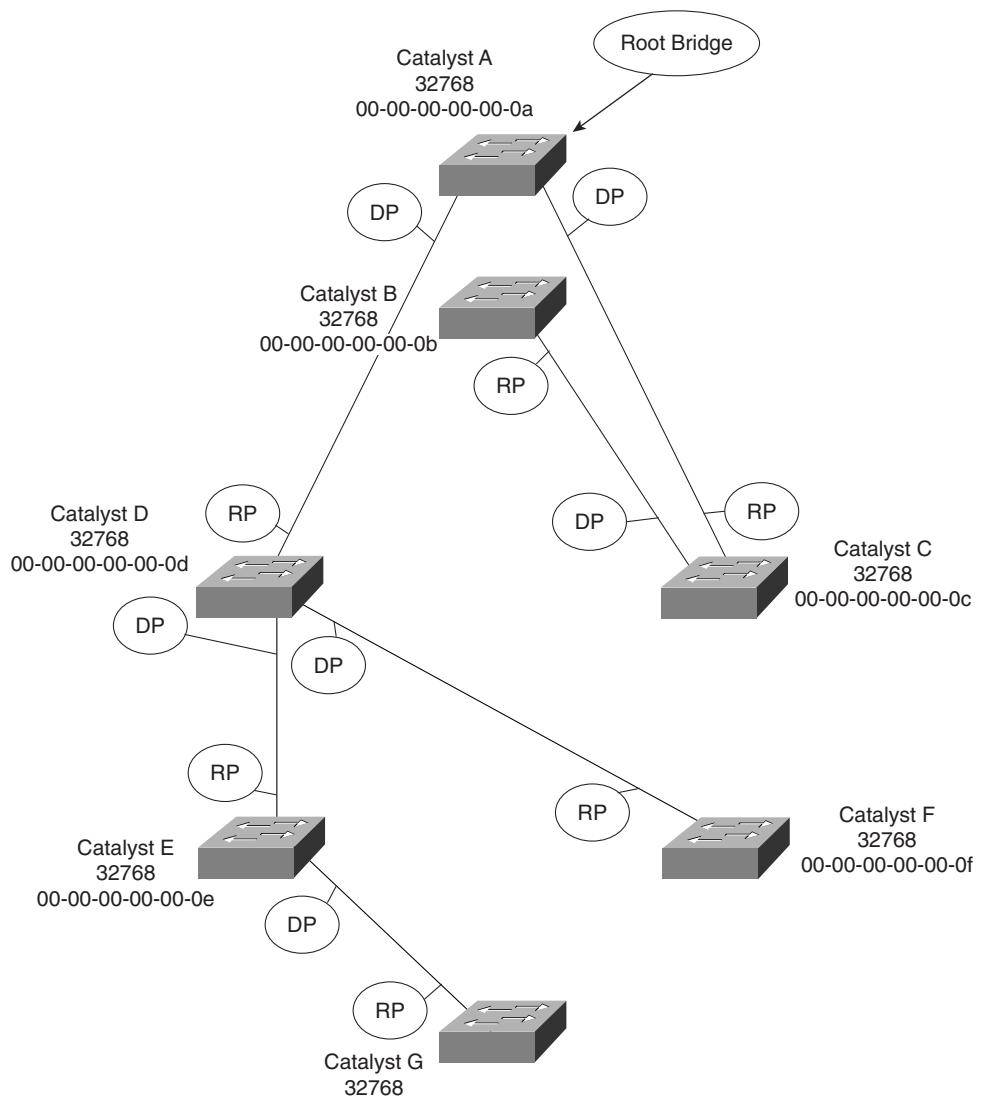 Root Bridge
Catalyst A
32768
00-00-00-00-00-0a
DP
DP
Catalyst B
32768
00-00-00-00-00-0b
RP
Catalyst D
32768
00-00-00-00-00-0d
RP
DP
RP
Catalyst C
32768
00-00-00-00-00-0c
DP
DP
RP
RP
Catalyst F
32768
00-00-00-00-00-0f
Catalyst E
32768
00-00-00-00-00-0e
DP
RP
Catalyst G
32768